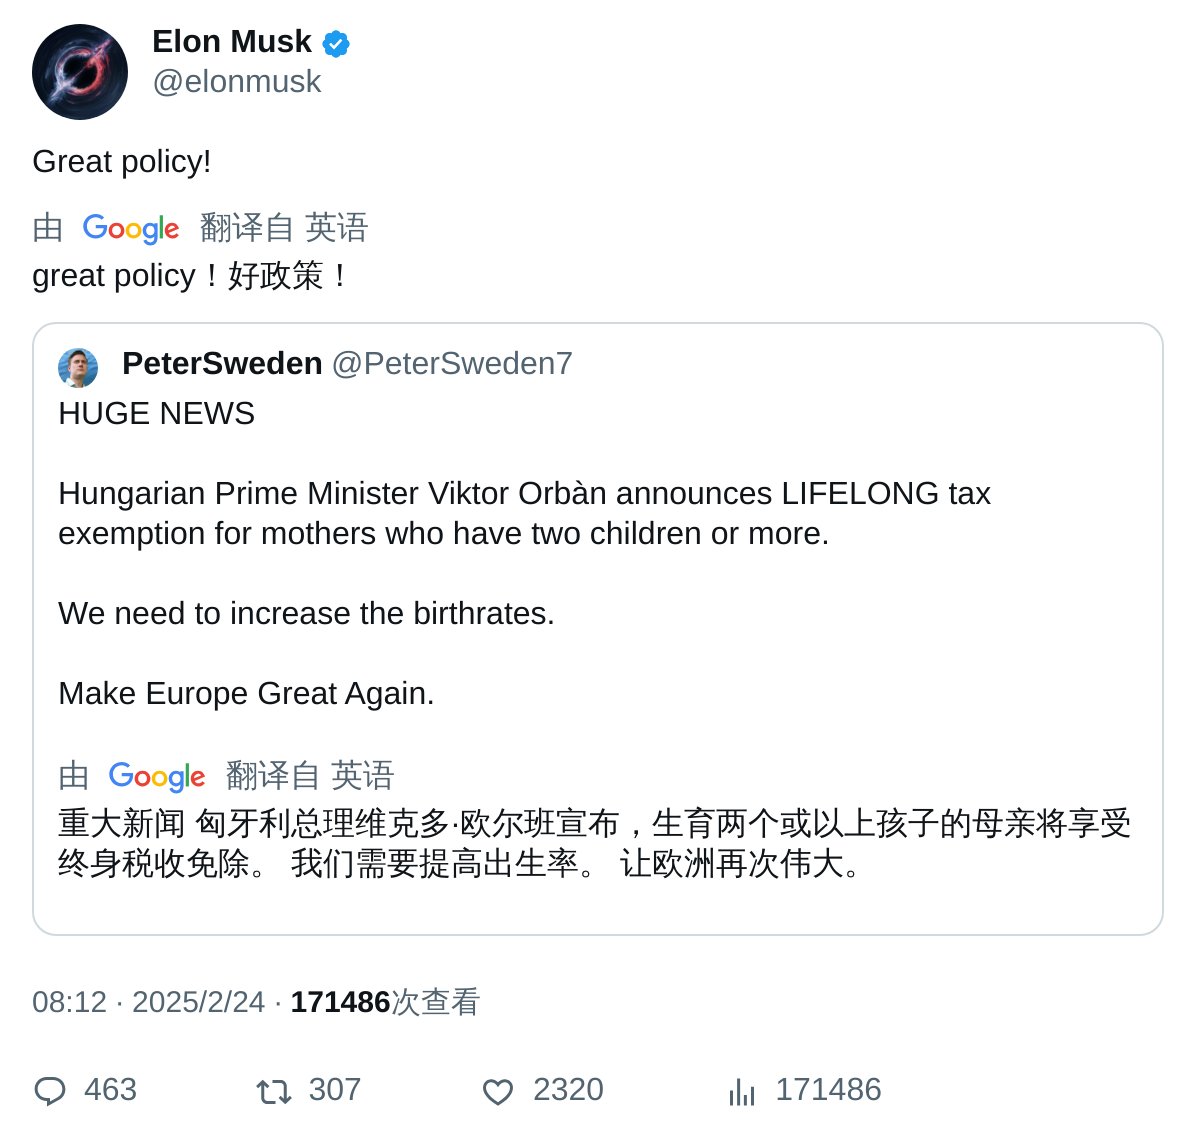 Elon Musk
@elonmusk
Great policy!
由 Google 翻译自 英语
great policy！好政策！
PeterSweden @PeterSweden7
HUGE NEWS
Hungarian Prime Minister Viktor Orbàn announces LIFELONG tax
exemption for mothers who have two children or more.
We need to increase the birthrates.
Make Europe Great Again.
由 Google 翻译自 英语
重大新闻 匈牙利总理维克多·欧尔班宣布，生育两个或以上孩子的母亲将享受
终身税收免除。 我们需要提高出生率。 让欧洲再次伟大。
08:12 · 2025/2/24 · 171486次查看
463 307 2320 171486